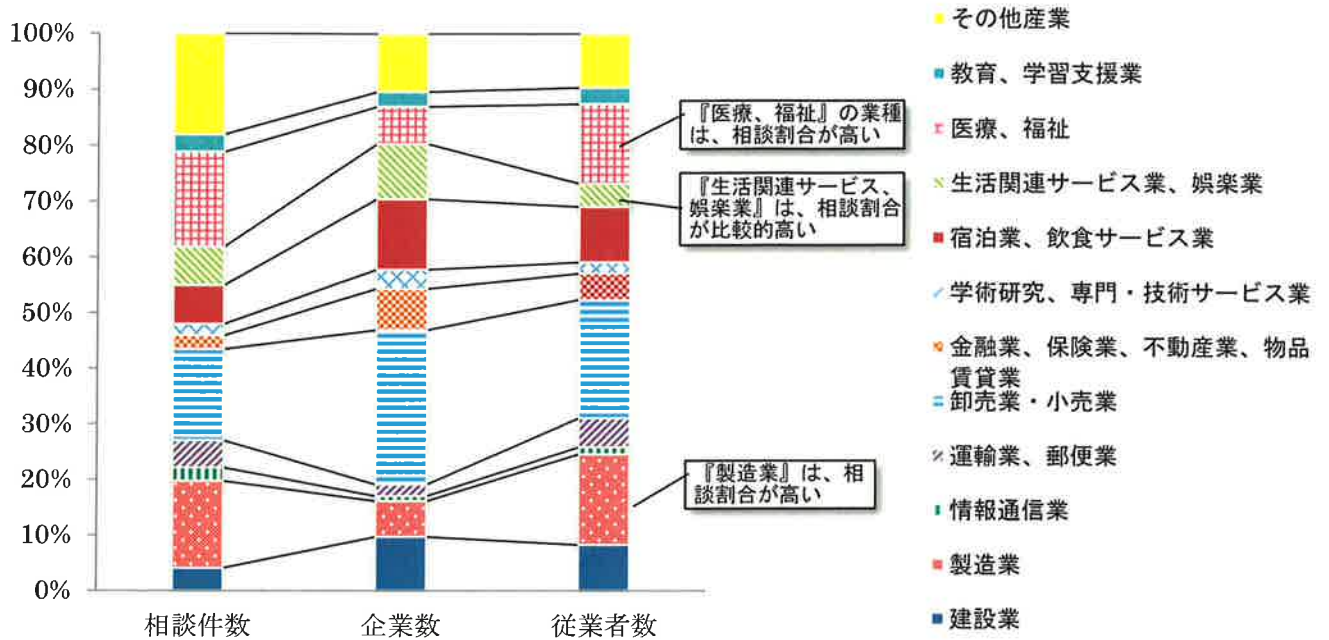 100%
90%
80%
70%
60%
50%
40%
30%
20%
10%
0%
相談件数
企業数
従業者数
『医療、福祉』の業種
は、相談割合が高い
『生活関連サービス、
娯楽業』は、相談割合
が比較的高い
『製造業』は、相
談割合が高い
その他産業
教育、学習支援業
医療、福祉
生活関連サービス業、娯楽業
宿泊業、飲食サービス業
学術研究、専門・技術サービス業
金融業、保険業、不動産業、物品
賃貸業
卸売業・小売業
運輸業、郵便業
情報通信業
製造業
建設業